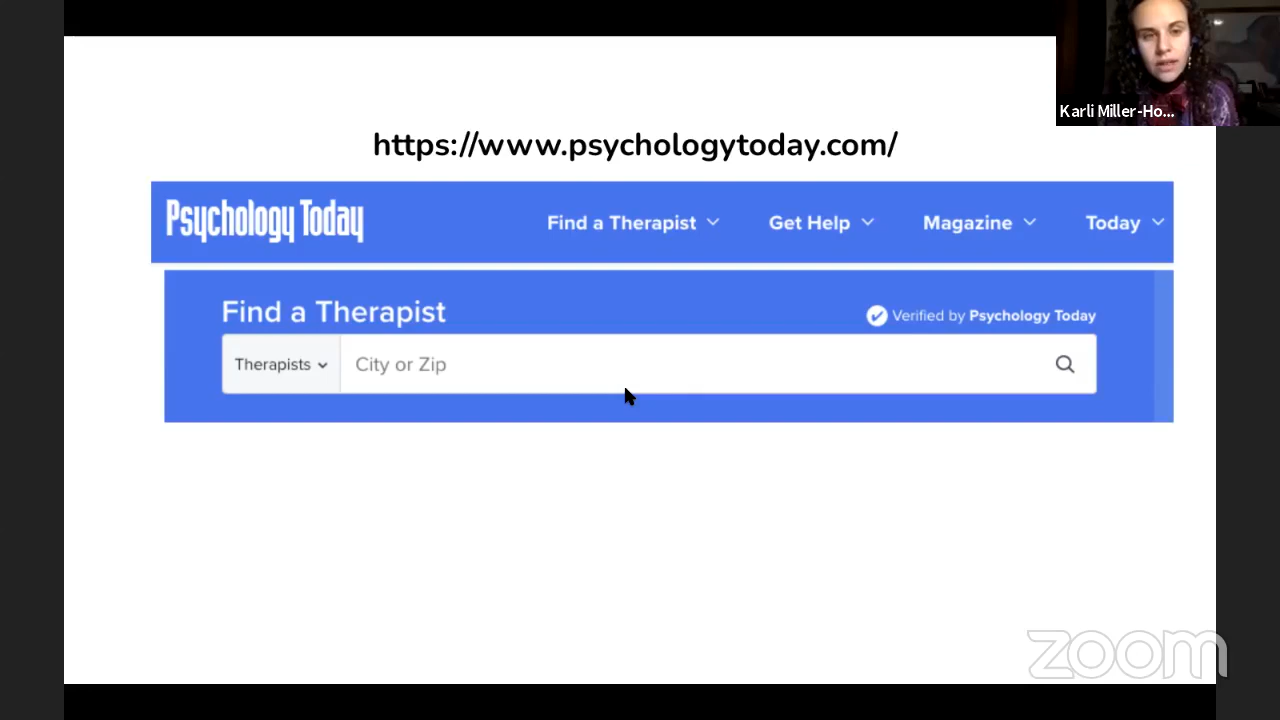 Karli Miller-Ho...
https://www.psychologytoday.com/
Psychology Today
Find a Therapist
Get Help
Magazine
Today
Find a Therapist
Verified by Psychology Today
Therapists
City or Zip
zoom